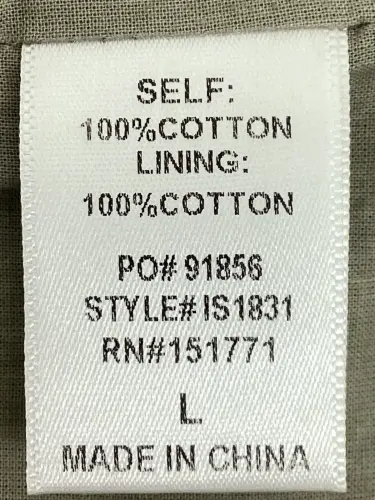 SELF:
100%COTTON
LINING:
100%COTTON
PO# 91856
STYLE# IS1831
RN#151771
L
MADE IN CHINA